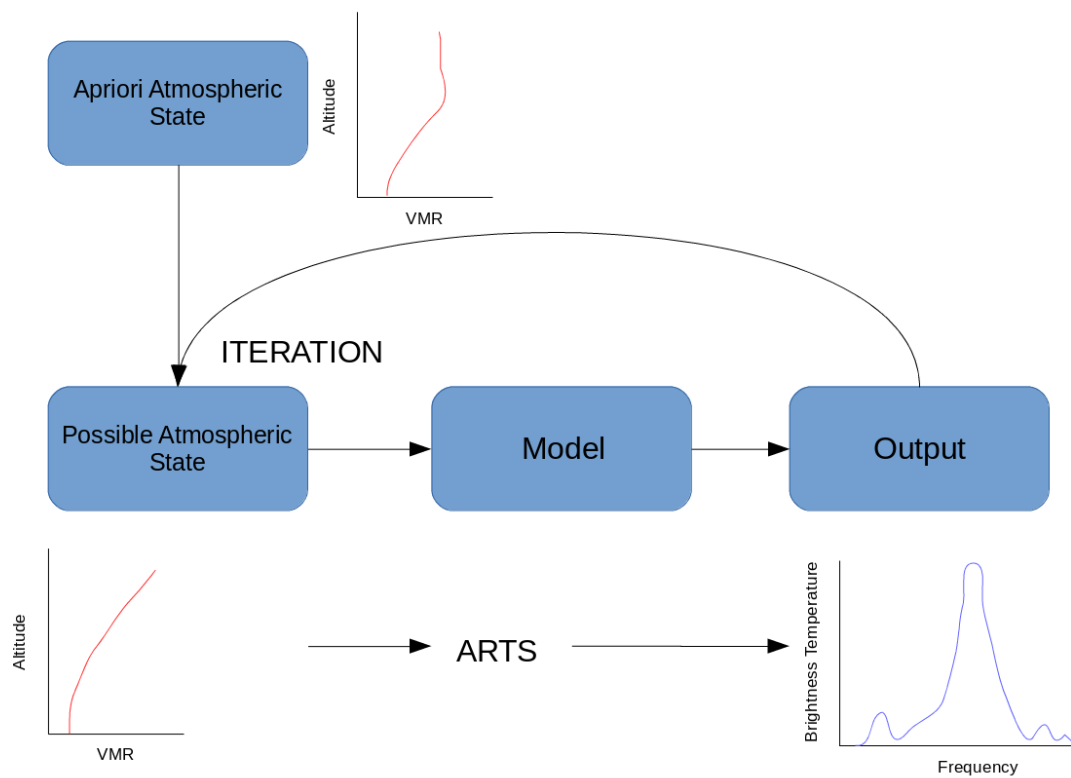 Apriori Atmospheric
State
Altitude
VMR
ITERATION
Possible Atmospheric
State
Model
Output
Altitude
VMR
ARTS
Brightness Temperature
Frequency